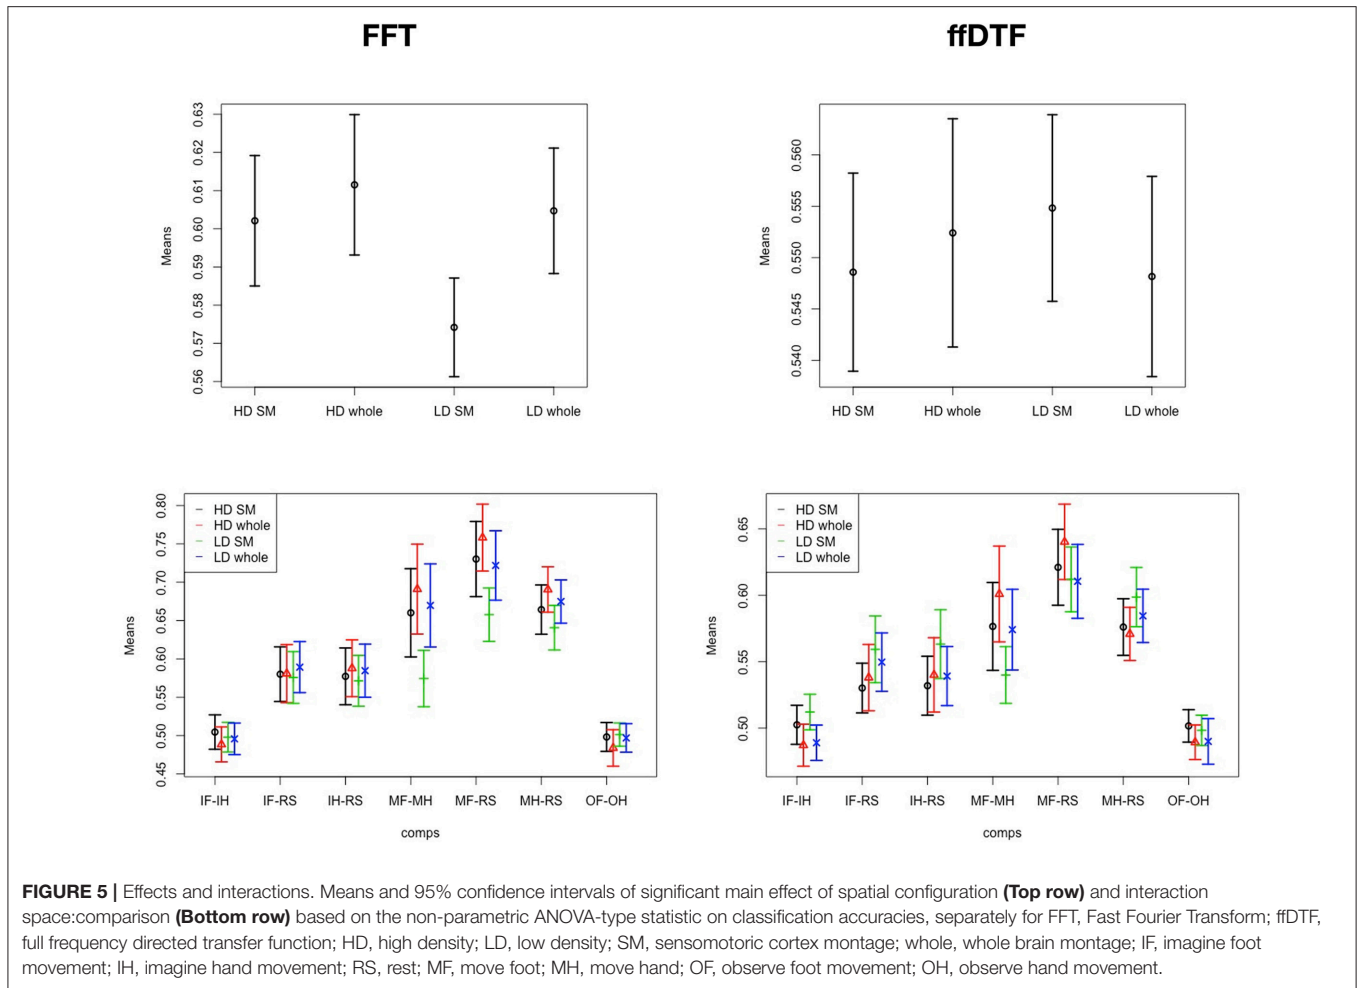 FFT
ffDTF
0.63
0.62
0.61
0.60
0.59
0.58
0.57
0.56
Means
HD SM HD whole LD SM LD whole
0.560
0.555
0.550
0.545
0.540
Means
HD SM HD whole LD SM LD whole
HD SM
HD whole
LD SM
LD whole
0.80
0.75
0.70
0.65
0.60
0.55
0.50
0.45
Means
IF-IH IF-RS IH-RS MF-MH MF-RS MH-RS OF-OH
comps
HD SM
HD whole
LD SM
LD whole
0.65
0.60
0.55
0.50
Means
IF-IH IF-RS IH-RS MF-MH MF-RS MH-RS OF-OH
comps
FIGURE 5 | Effects and interactions. Means and 95% confidence intervals of significant main effect of spatial configuration (Top row) and interaction
space:comparison (Bottom row) based on the non-parametric ANOVA-type statistic on classification accuracies, separately for FFT, Fast Fourier Transform; ffDTF,
full frequency directed transfer function; HD, high density; LD, low density; SM, sensomotoric cortex montage; whole, whole brain montage; IF, imagine foot
movement; IH, imagine hand movement; RS, rest; MF, move foot; MH, move hand; OF, observe foot movement; OH, observe hand movement.